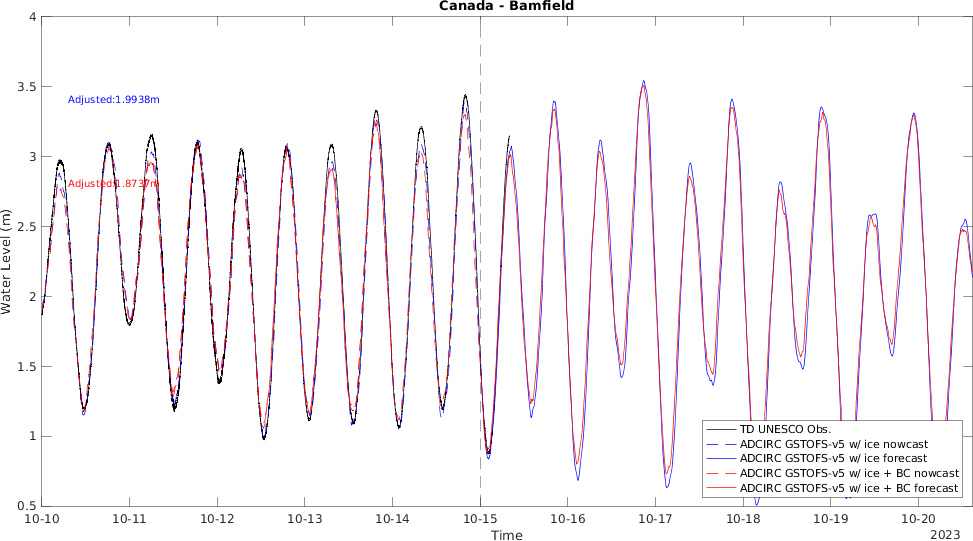 Canada - Bamfield
4
3.5
3
2.5
2
1.5
1
0.5
Water Level (m)
Adjusted:1.9938m
Adjusted:1.8737m
TD UNESCO Obs.
ADCIRC GSTOFS-v5 w/ ice nowcast
ADCIRC GSTOFS-v5 w/ ice forecast
ADCIRC GSTOFS-v5 w/ ice + BC nowcast
ADCIRC GSTOFS-v5 w/ ice + BC forecast
10-10 10-11 10-12 10-13 10-14 10-15 10-16 10-17 10-18 10-19 10-20
Time
2023